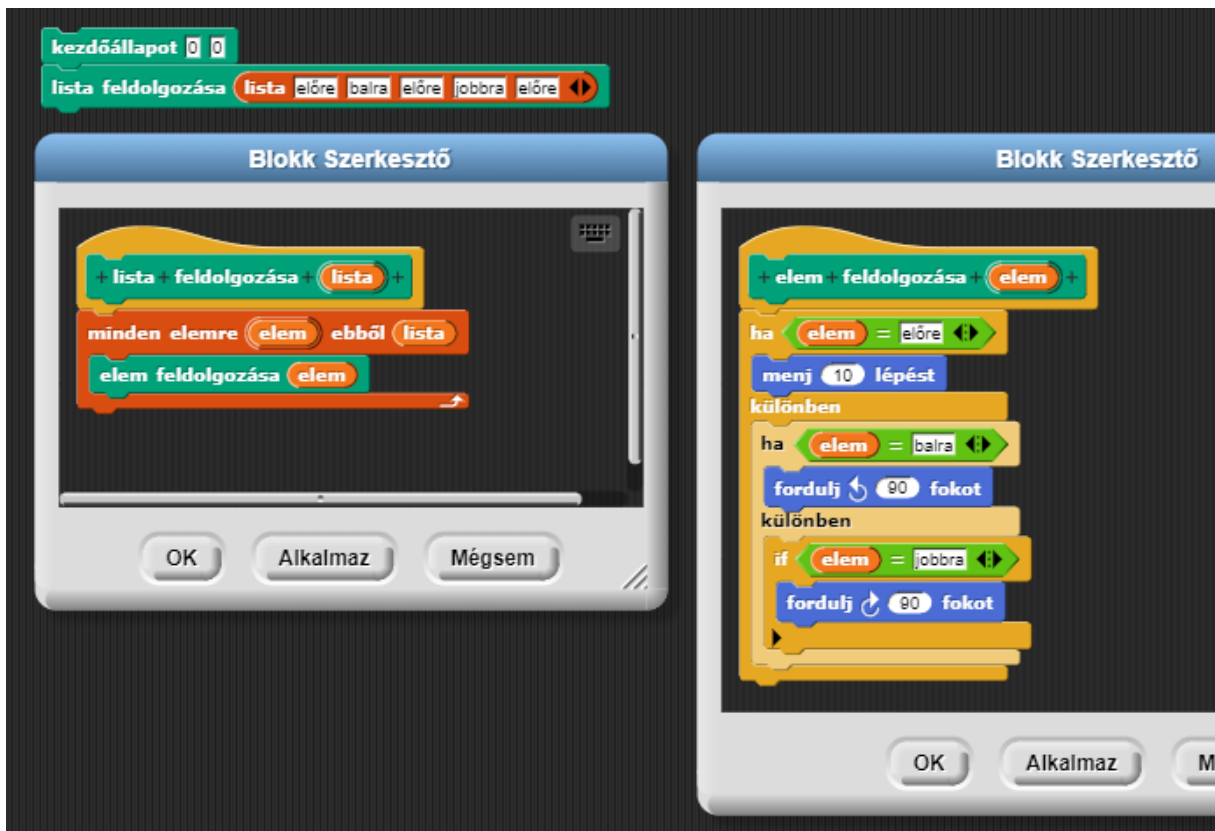 kezdőállapot 0 0
lista feldolgozása lista előre balra előre jobbra előre
Blokk Szerkesztő
+ lista + feldolgozása + lista +
minden elemre elem ebből lista
elem feldolgozása elem
OK Alkalmaz Mégsem
Blokk Szerkesztő
+ elem + feldolgozása + elem +
ha elem = előre
menj 10 lépést
különben
ha elem = balra
fordulj 90 fokot
különben
if elem = jobbra
fordulj 90 fokot
OK Alkalmaz M